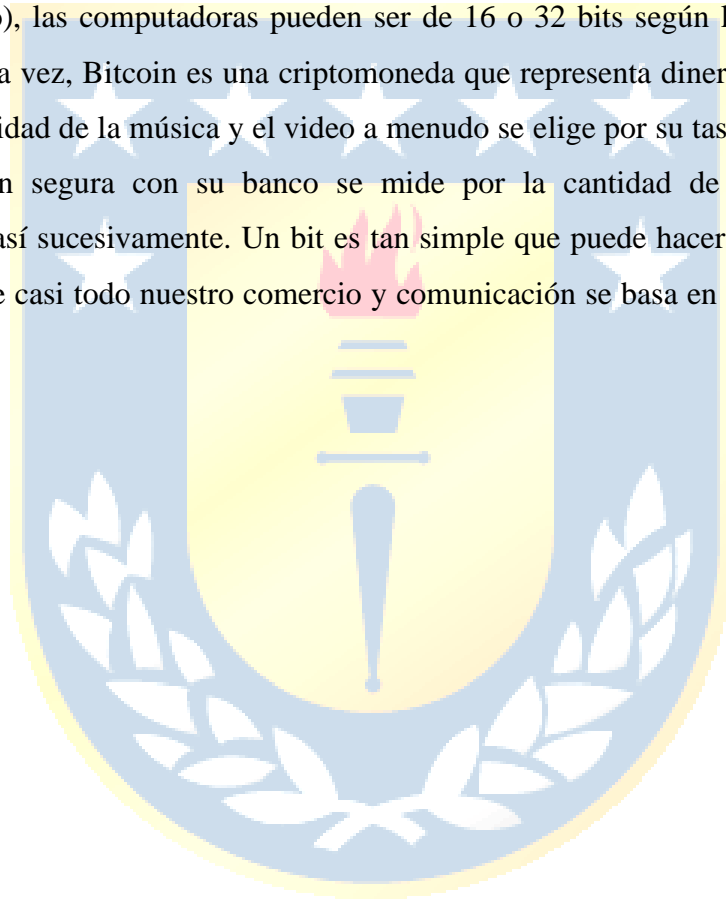 ), las computadoras pueden ser de 16 o 32 bits según
a vez, Bitcoin es una criptomoneda que representa
idad de la música y el video a menudo se elige por su
n segura con su banco se mide por la cantidad de
así sucesivamente. Un bit es tan simple que puede hacer
e casi todo nuestro comercio y comunicación se basa en